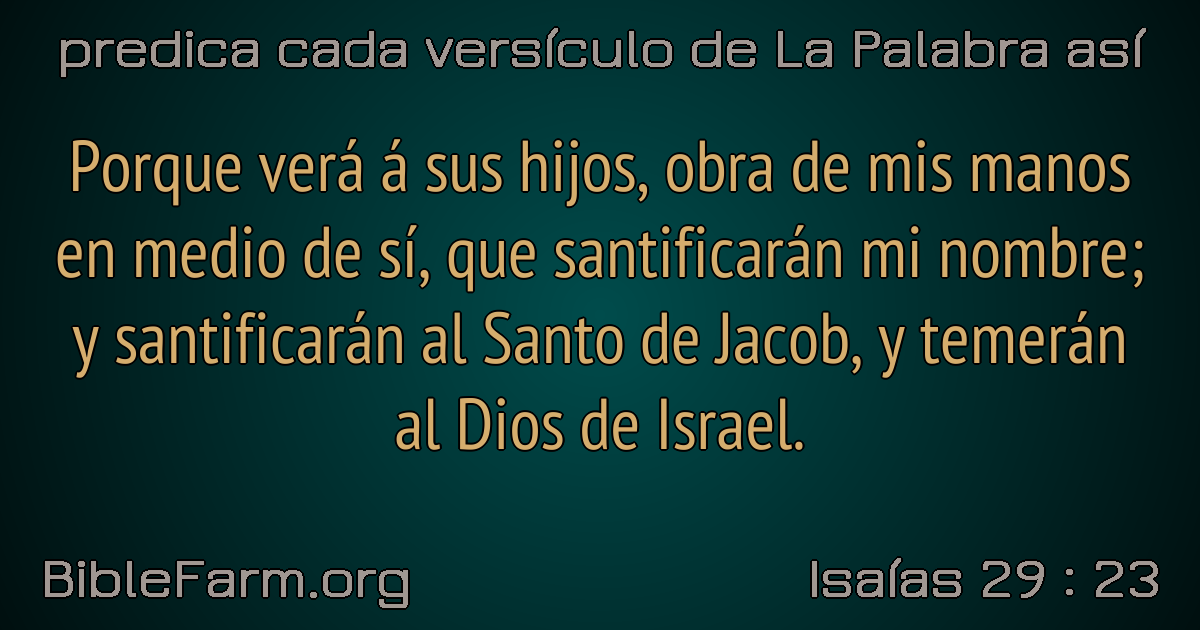 predica cada versículo de La Palabra así
Porque verá á sus hijos, obra de mis manos
en medio de sí, que santificarán mi nombre;
y santificarán al Santo de Jacob, y temerán
al Dios de Israel.
BibleFarm.org
Isaías 29 : 23